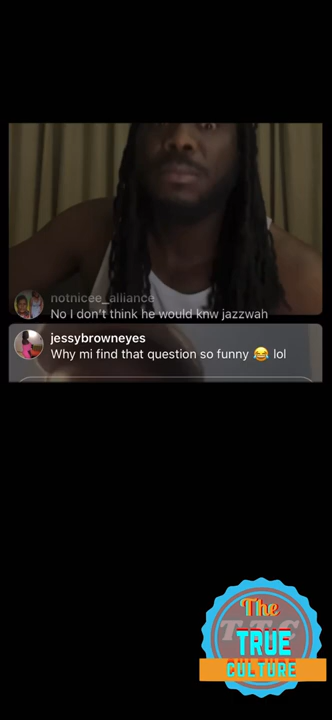 notnicee_alliance
No I don't think he would knw jazzwah
jessybrowneyes
Why mi find that question so funny 😂 lol
The
T.T.C
TRUE
CULTURE